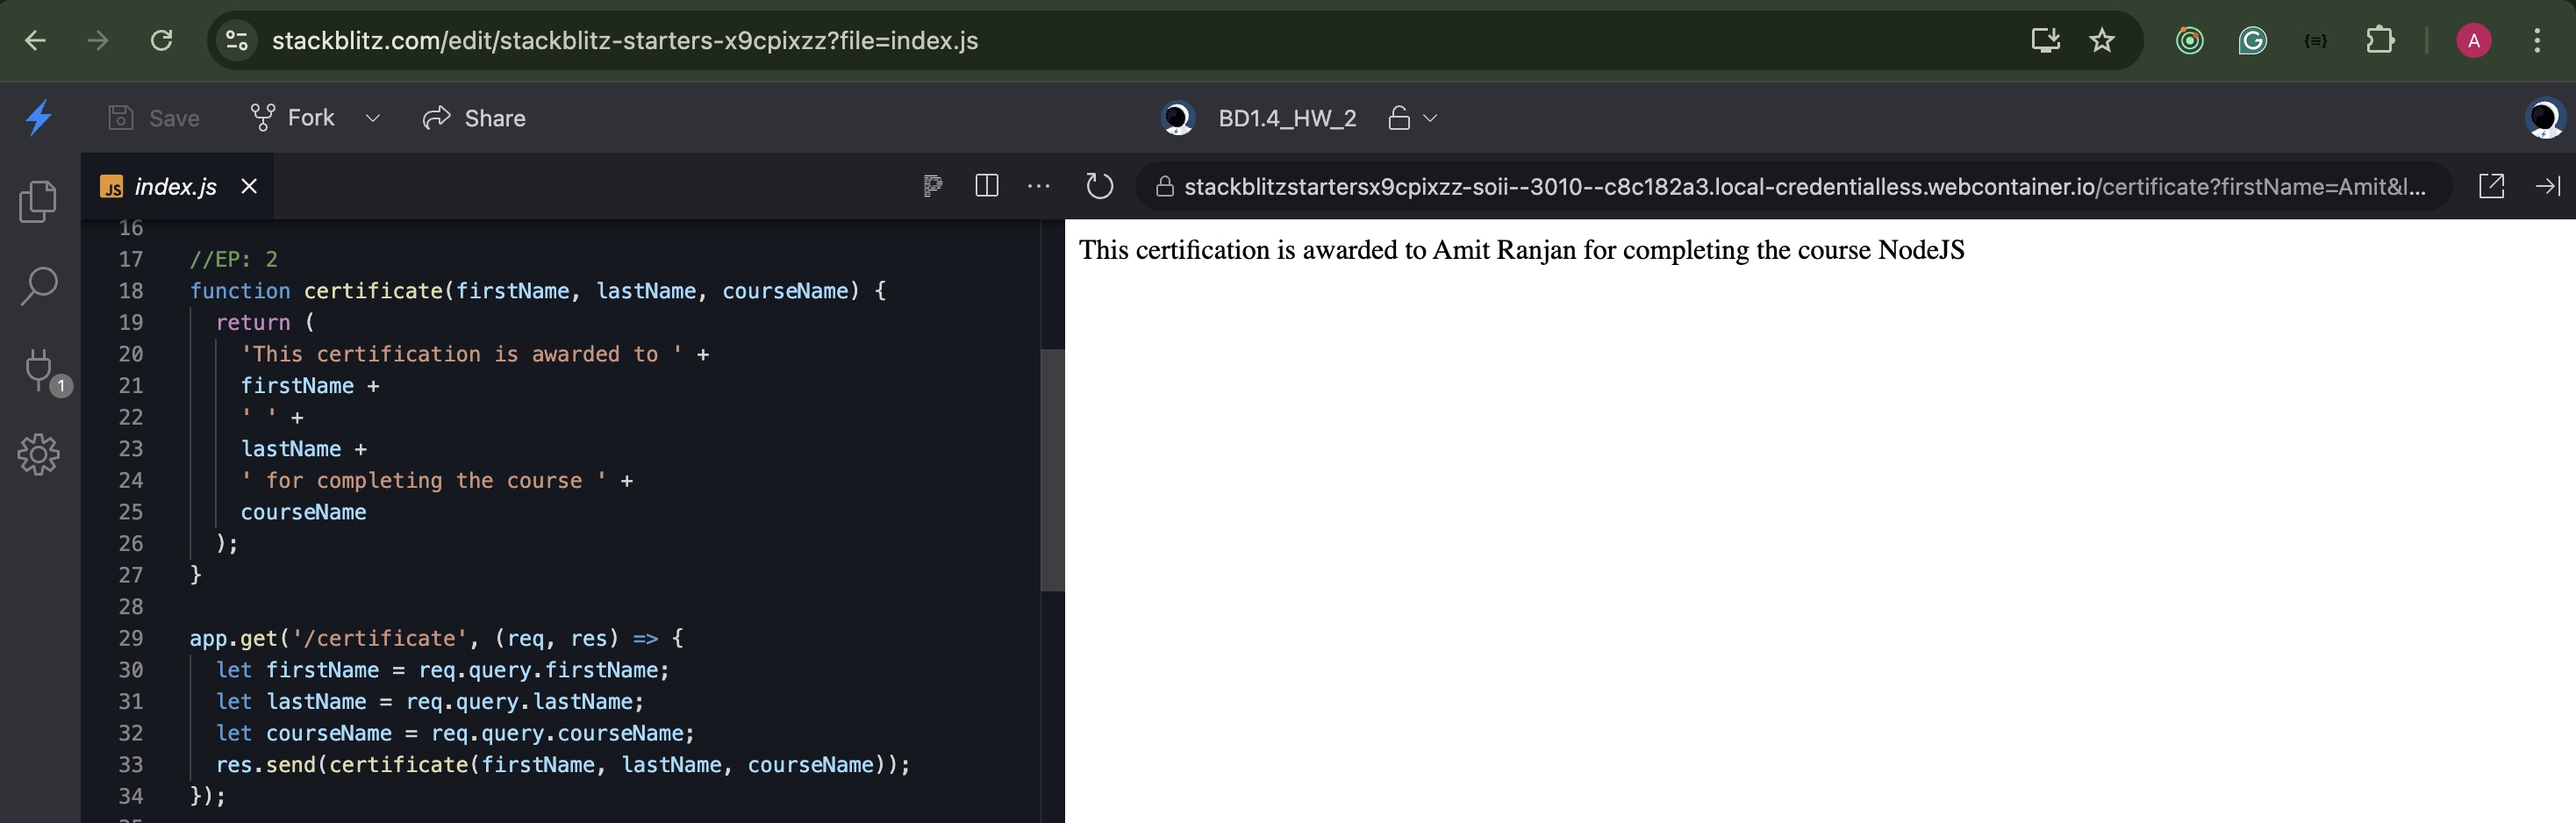 stackblitz.com/edit/stackblitz-starters-x9cpixzz?file=index.js
A
Save
Fork
Share
BD1.4_HW_2
JS index.js
stackblitzstartersx9cpixzz-soii--3010--c8c182a3.local-credentialless.webcontainer.io/certificate?firstName=Amit&l...
1
16
17 //EP: 2
18 function certificate(firstName, lastName, courseName) {
19 return (
20 'This certification is awarded to ' +
21 firstName +
22 ' ' +
23 lastName +
24 ' for completing the course ' +
25 courseName
26 );
27 }
28
29 app.get('/certificate', (req, res) => {
30 let firstName = req.query.firstName;
31 let lastName = req.query.lastName;
32 let courseName = req.query.courseName;
33 res.send(certificate(firstName, lastName, courseName));
34 });
This certification is awarded to Amit Ranjan for completing the course NodeJS